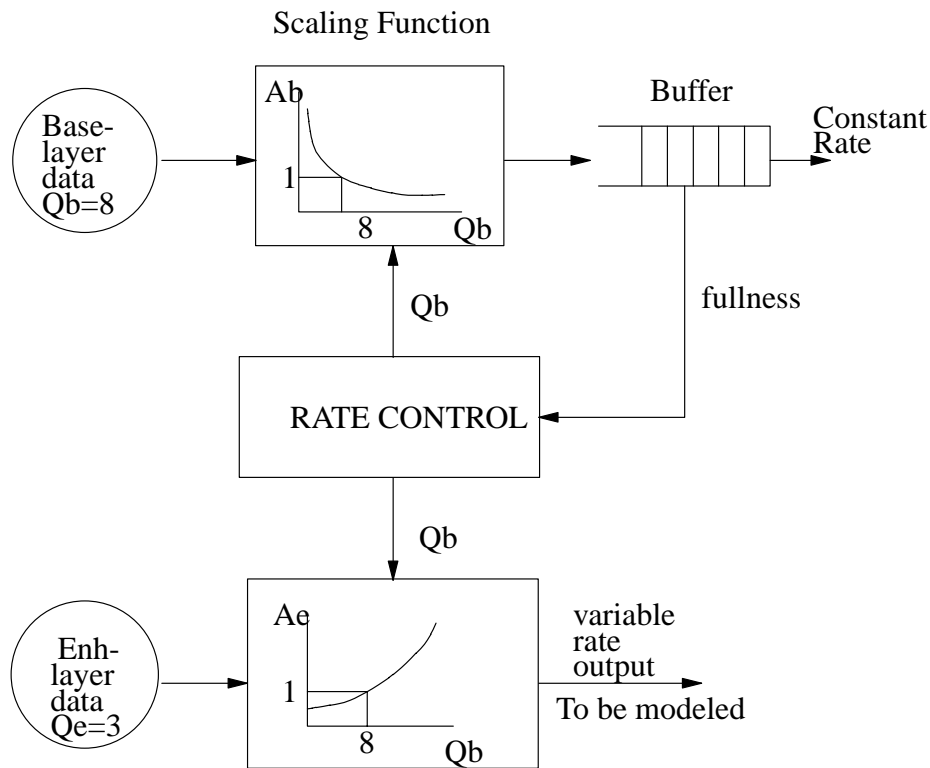 Scaling Function
Base-
layer
data
Qb=8
Ab
1
8
Qb
Buffer
Constant
Rate
Qb
fullness
RATE CONTROL
Qb
Enh-
layer
data
Qe=3
Ae
1
8
Qb
variable
rate
output
To be modeled